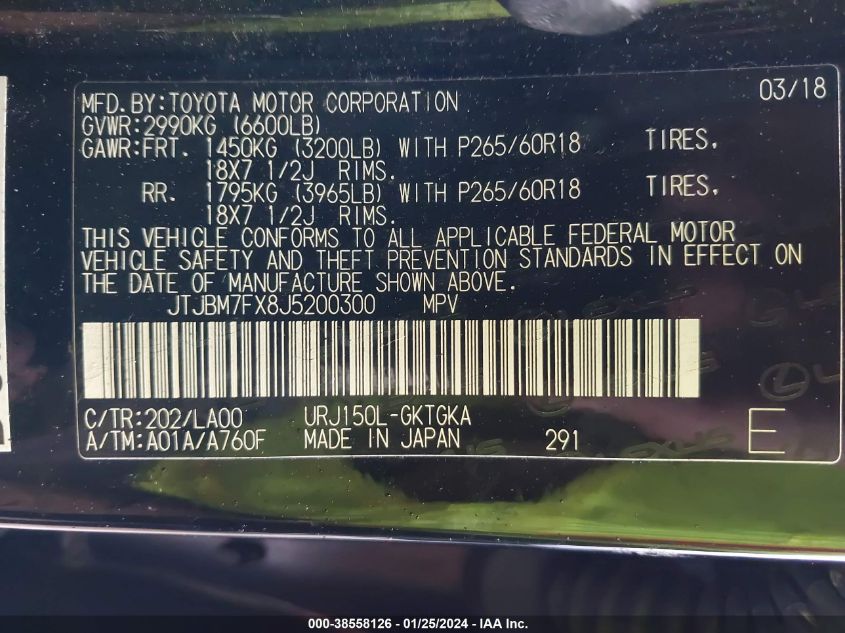 MFD. BY: TOYOTA MOTOR CORPORATION 03/18
GVWR: 2990KG (6600LB)
GAWR: FRT. 1450KG (3200LB) WITH P265/60R18 TIRES,
18X7 1/2J RIMS.
RR. 1795KG (3965LB) WITH P265/60R18 TIRES,
18X7 1/2J RIMS.
THIS VEHICLE CONFORMS TO ALL APPLICABLE FEDERAL MOTOR
VEHICLE SAFETY AND THEFT PREVENTION STANDARDS IN EFFECT ON
THE DATE OF MANUFACTURE SHOWN ABOVE.
JTJBM7FX8J5200300 MPV
C/TR: 202/LA00 URJ150L-GKTGKA
A/TM: A01A/A760F MADE IN JAPAN 291 E
000-38558126 - 01/25/2024 - IAA Inc.